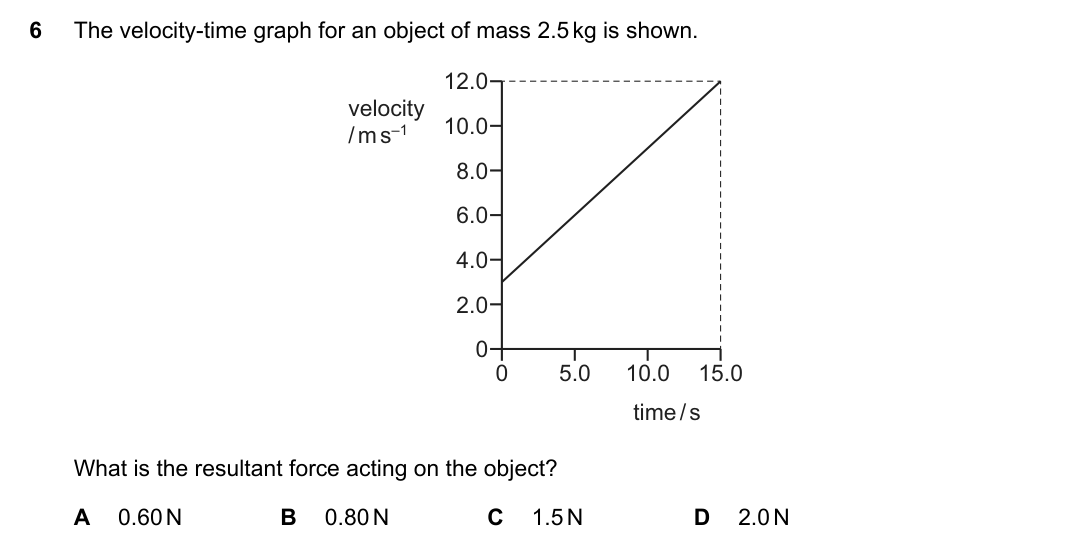 6 The velocity-time graph for an object of mass 2.5 kg is shown.
12.0
velocity
/ m s⁻¹
10.0
8.0
6.0
4.0
2.0
0
0 5.0 10.0 15.0
time / s
What is the resultant force acting on the object?
A 0.60 N B 0.80 N C 1.5 N D 2.0 N